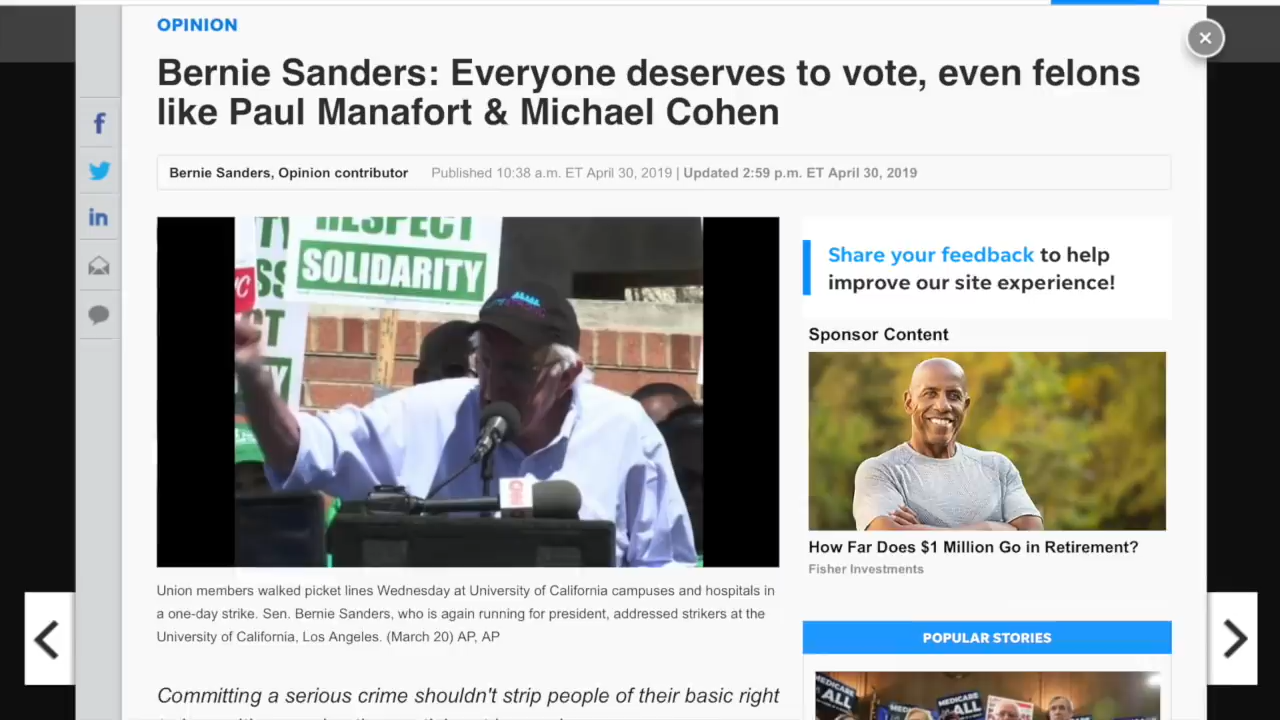 OPINION
Bernie Sanders: Everyone deserves to vote, even felons
like Paul Manafort & Michael Cohen
Bernie Sanders, Opinion contributor Published 10:38 a.m. ET April 30, 2019 | Updated 2:59 p.m. ET April 30, 2019
RESPECT
SOLIDARITY
Union members walked picket lines Wednesday at University of California campuses and hospitals in
a one-day strike. Sen. Bernie Sanders, who is again running for president, addressed strikers at the
University of California, Los Angeles. (March 20) AP, AP
Committing a serious crime shouldn't strip people of their basic right
Share your feedback to help
improve our site experience!
Sponsor Content
How Far Does $1 Million Go in Retirement?
Fisher Investments
POPULAR STORIES
MEDICARE
ALL
MEDICARE
ALL